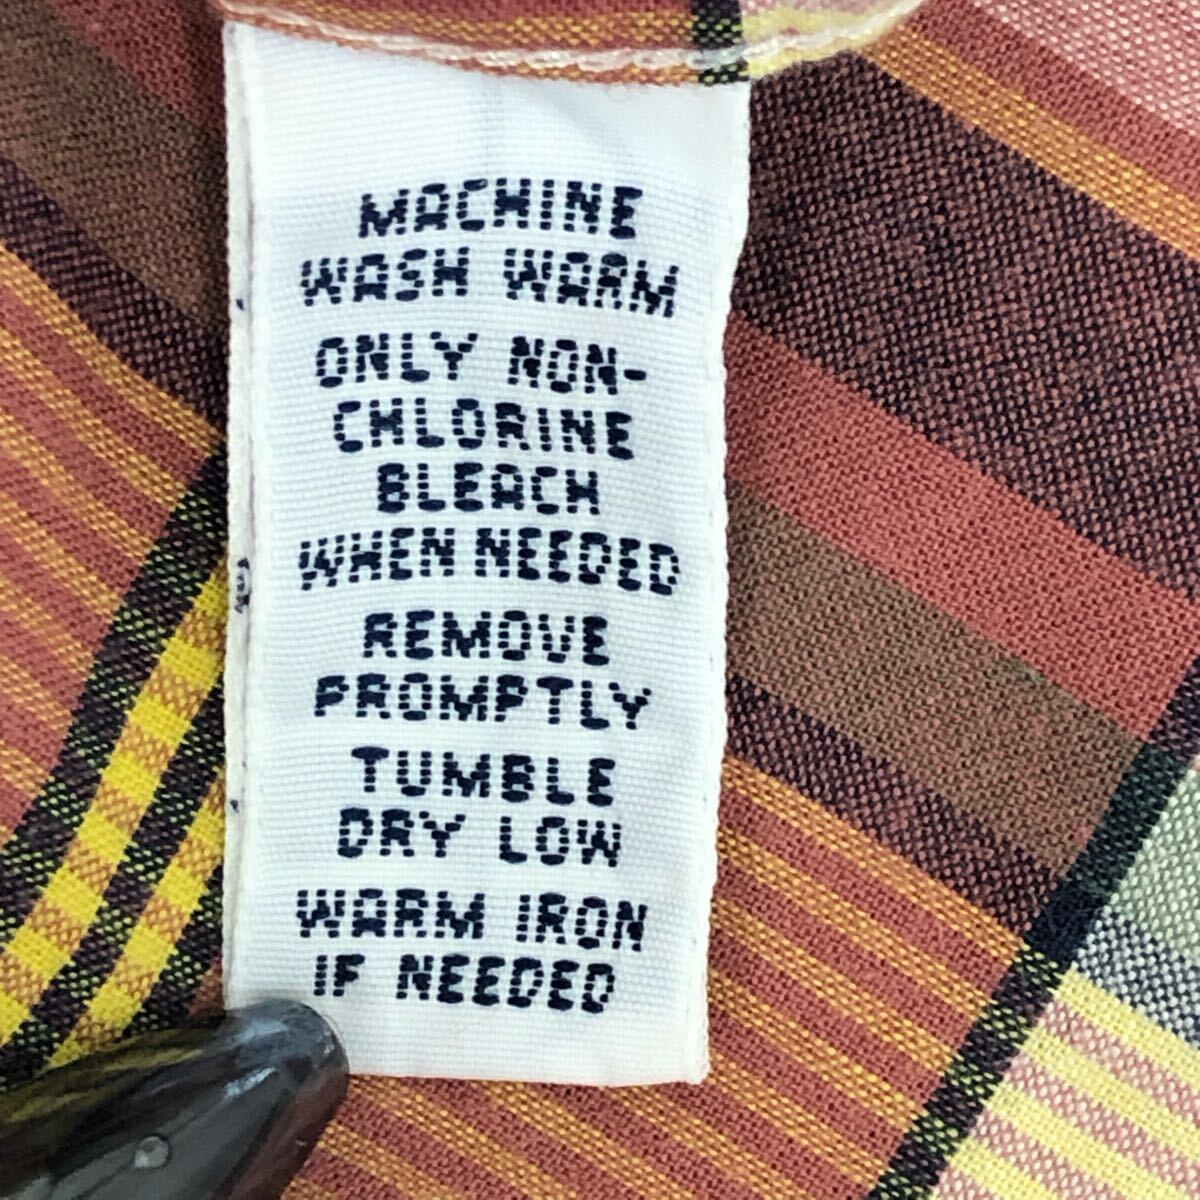 MACHINE
WASH WARM
ONLY NON-
CHLORINE
BLEACH
WHEN NEEDED
REMOVE
PROMPTLY
TUMBLE
DRY LOW
WARM IRON
IF NEEDED